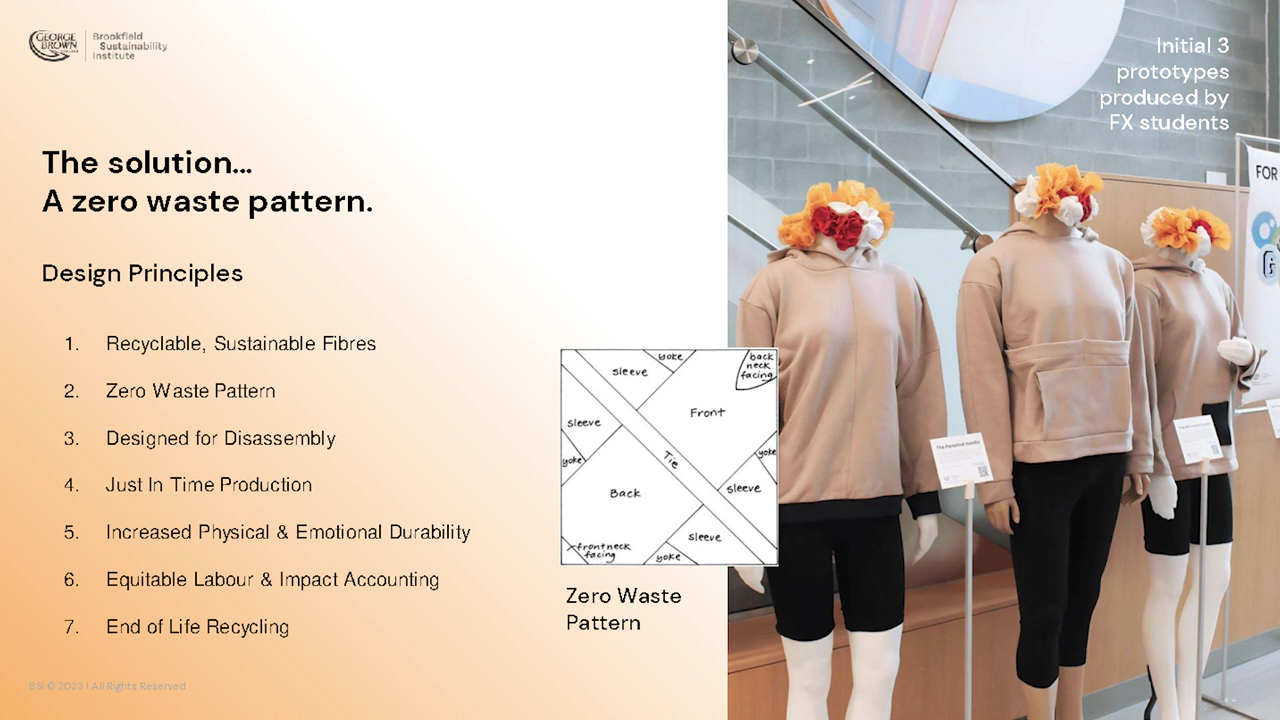 GEORGE
BROWN
COLLEGE
Brookfield
Sustainability
Institute
The solution...
A zero waste pattern.
Design Principles
1. Recyclable, Sustainable Fibres
2. Zero Waste Pattern
3. Designed for Disassembly
4. Just In Time Production
5. Increased Physical & Emotional Durability
6. Equitable Labour & Impact Accounting
7. End of Life Recycling
BSI © 2023 | All Rights Reserved
yoke
sleeve
back
neck
facing
Front
sleeve
yoke
Tie
yoke
sleeve
Back
sleeve
front neck
facing
yoke
Zero Waste
Pattern
Initial 3
prototypes
produced by
FX students
FOR